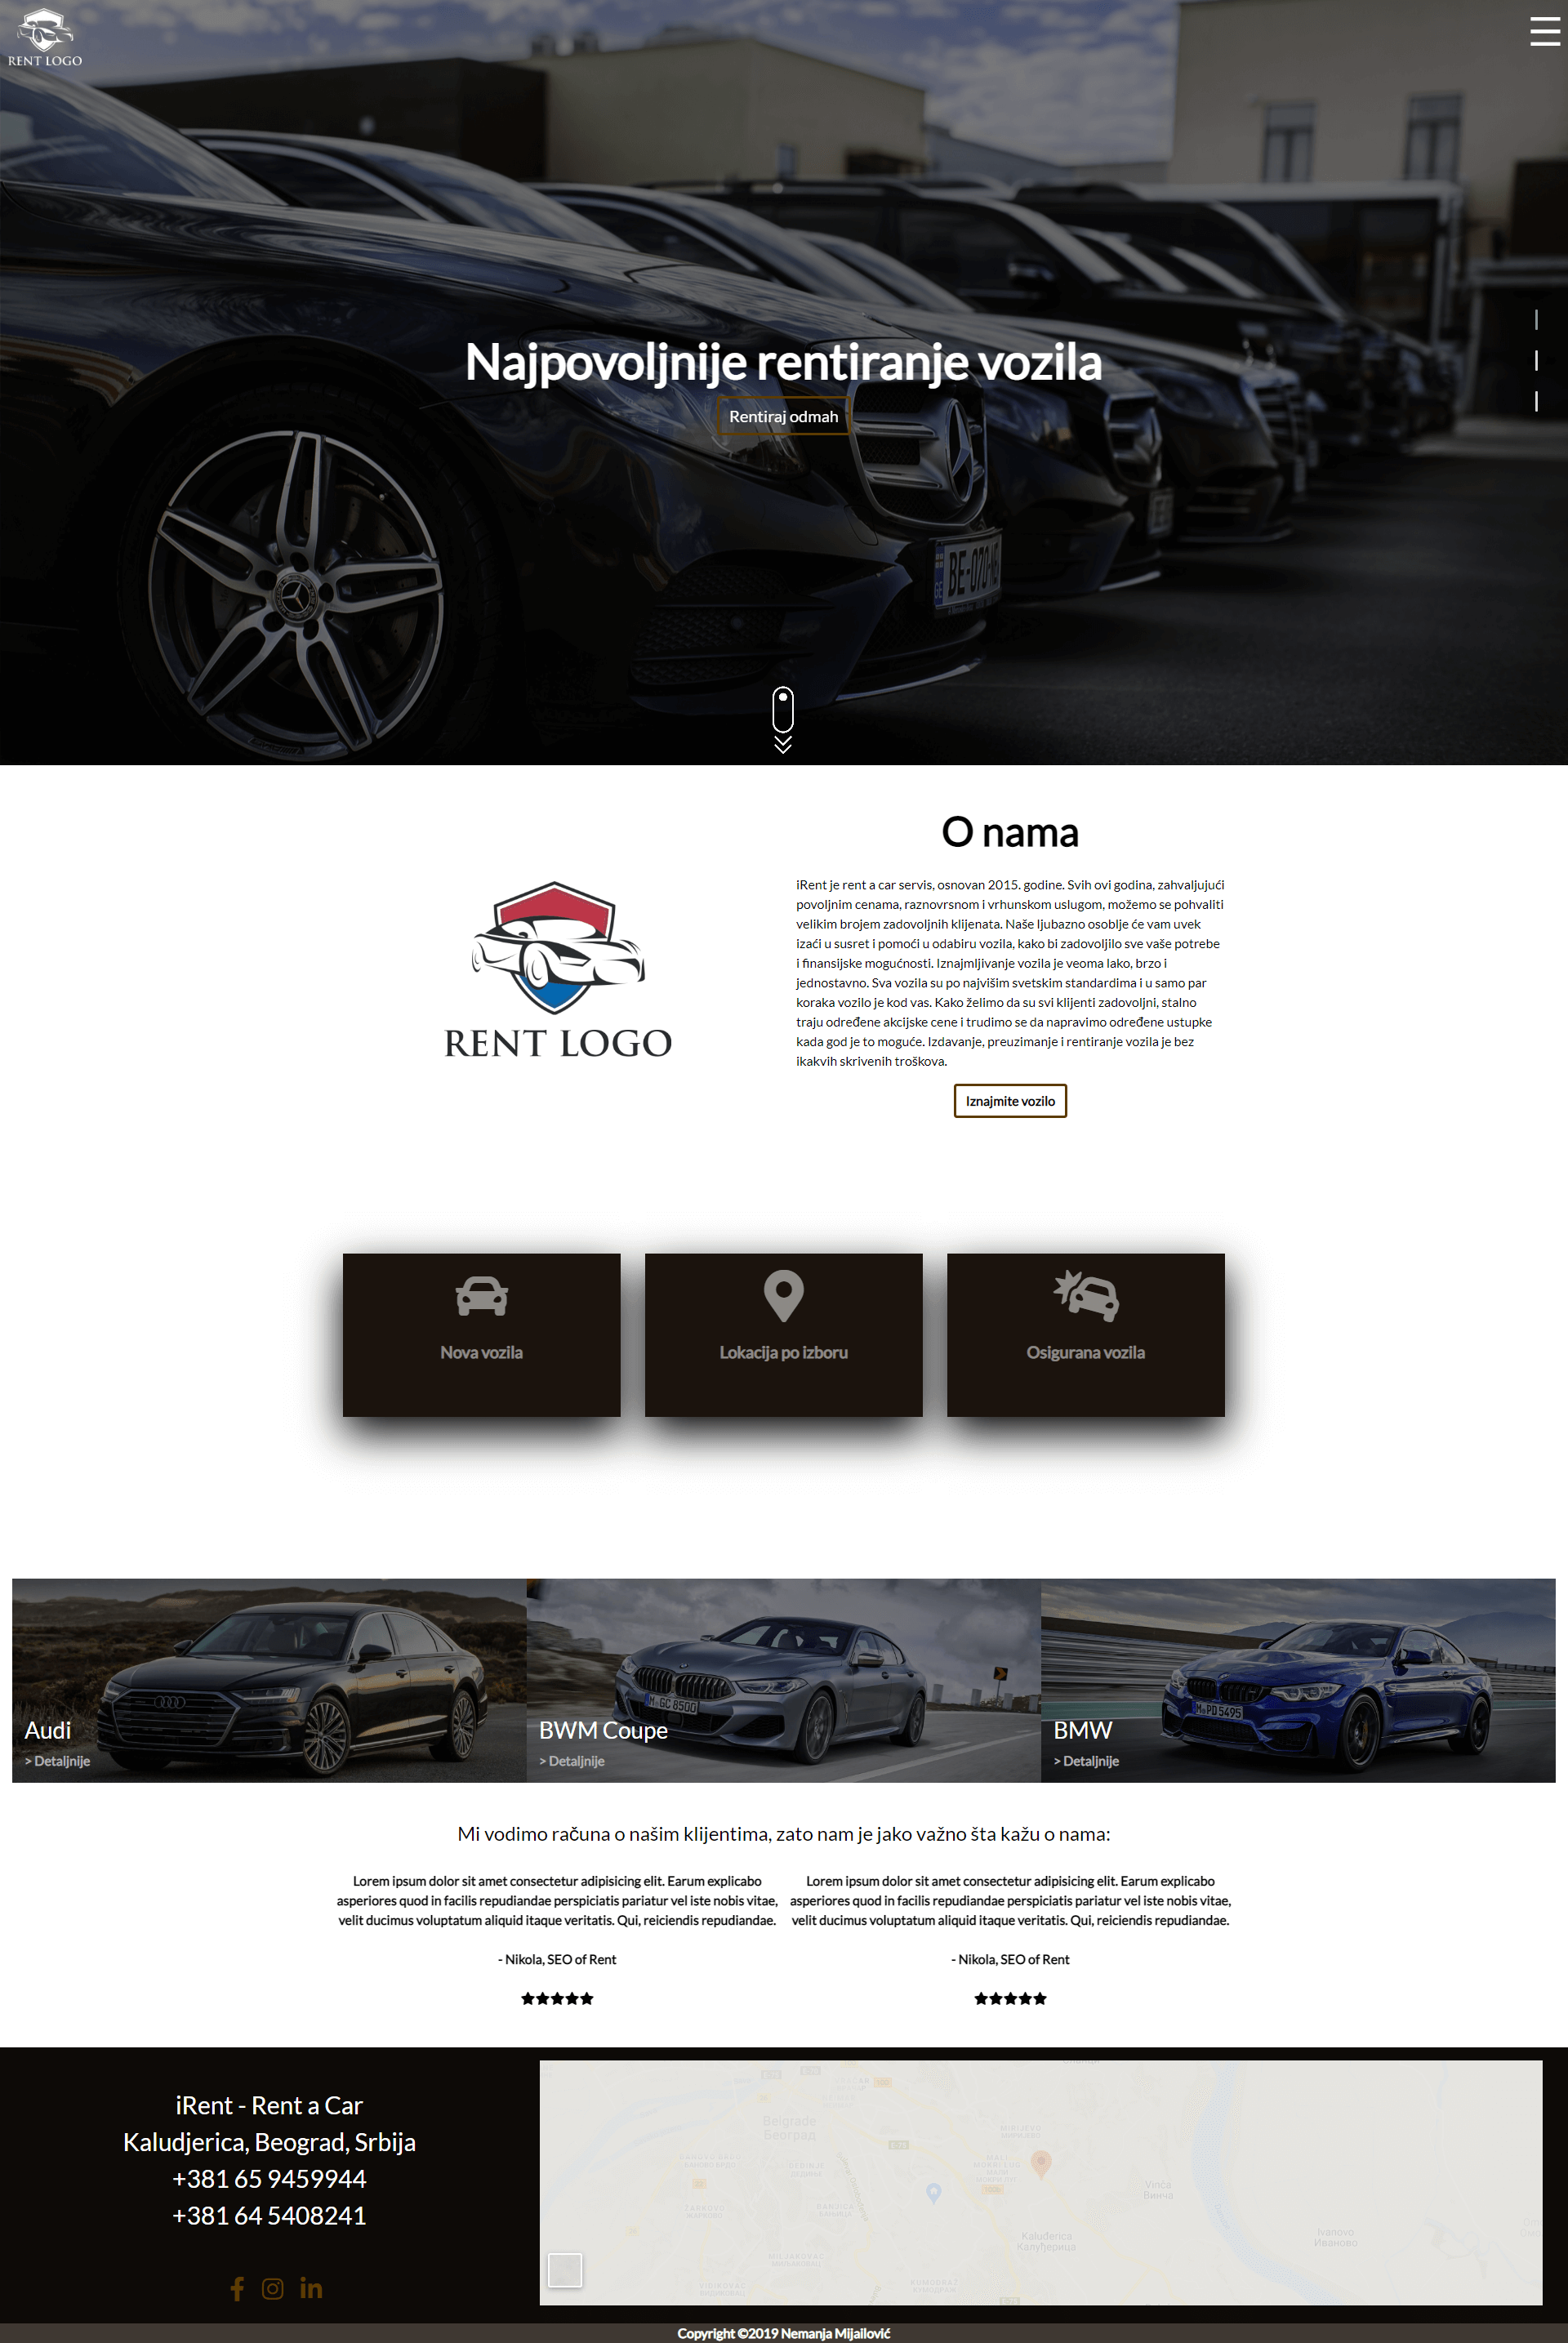 RENT LOGO
Najpovoljnije rentiranje vozila
Rentiraj odmah
BE-070
O nama
iRent je rent a car servis, osnovan 2015. godine. Svih ovi godina, zahvaljujući
povoljnim cenama, raznovrsnom i vrhunskom uslugom, možemo se pohvaliti
velikim brojem zadovoljnih klijenata. Naše ljubazno osoblje će vam uvek
izaći u susret i pomoći u odabiru vozila, kako bi zadovoljilo sve vaše potrebe
i finansijske mogućnosti. Iznajmljivanje vozila je veoma lako, brzo i
jednostavno. Sva vozila su po najvišim svetskim standardima i u samo par
koraka vozilo je kod vas. Kako želimo da su svi klijenti zadovoljni, stalno
traju određene akcijske cene i trudimo se da napravimo određene ustupke
kada god je to moguće. Izdavanje, preuzimanje i rentiranje vozila je bez
ikakvih skrivenih troškova.
RENT LOGO
Iznajmite vozilo
Nova vozila
Lokacija po izboru
Osigurana vozila
Audi
> Detaljnije
M GC 8500
BWM Coupe
> Detaljnije
M PD 5495
BMW
> Detaljnije
Mi vodimo računa o našim klijentima, zato nam je jako važno šta kažu o nama:
Lorem ipsum dolor sit amet consectetur adipisicing elit. Earum explicabo
asperiores quod in facilis repudiandae perspiciatis pariatur vel iste nobis vitae,
velit ducimus voluptatum aliquid itaque veritatis. Qui, reiciendis repudiandae.
- Nikola, SEO of Rent
Lorem ipsum dolor sit amet consectetur adipisicing elit. Earum explicabo
asperiores quod in facilis repudiandae perspiciatis pariatur vel iste nobis vitae,
velit ducimus voluptatum aliquid itaque veritatis. Qui, reiciendis repudiandae.
- Nikola, SEO of Rent
iRent - Rent a Car
Kaludjerica, Beograd, Srbija
+381 65 9459944
+381 64 5408241
Belgrade
Београд
Vinča
Винча
Kaluđerica
Калуђерица
Ivanovo
Иваново
Copyright ©2019 Nemanja Mijailović